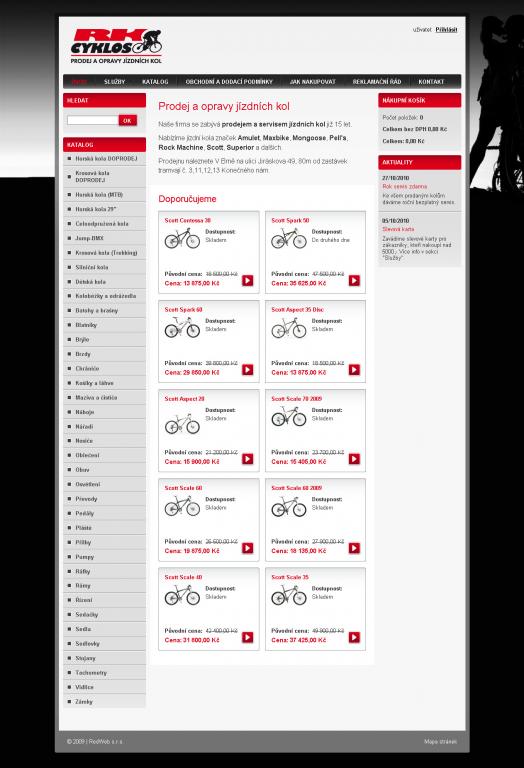 RK
CYKLOS
PRODEJ A OPRAVY JÍZDNÍCH KOL
uživatel Přihlásit
ÚVOD SLUŽBY KATALOG OBCHODNÍ A DODACÍ PODMÍNKY JAK NAKUPOVAT REKLAMAČNÍ ŘÁD KONTAKT
HLEDAT
OK
KATALOG
Horská kola DOPRODEJ
Krosová kola
DOPRODEJ
Horská kola (MTB)
Horská kola 29"
Celoodpružená kola
Jump-BMX
Krosová kola (Trekking)
Silniční kola
Dětská kola
Koloběžky a odrážedla
Batohy a brašny
Blatníky
Brýle
Brzdy
Chrániče
Košíky a láhve
Maziva a čističe
Náboje
Nářadí
Nosiče
Oblečení
Obuv
Osvětlení
Převody
Pedály
Pláště
Přilby
Pumpy
Ráfky
Rámy
Řízení
Sedačky
Sedla
Sedlovky
Stojany
Tachometry
Vidlice
Zámky
Prodej a opravy jízdních kol
Naše firma se zabývá prodejem a servisem jízdních kol již 15 let.
Nabízíme jízdní kola značek Amulet, Maxbike, Mongoose, Pell's,
Rock Machine, Scott, Superior a dalších.
Prodejnu naleznete V Brně na ulici Jiráskova 49, 80m od zastávek
tramvají č. 3,11,12,13 Konečného nám.
Doporučujeme
Scott Contessa 30
Dostupnost:
Skladem
Původní cena: 18 500,00 Kč
Cena: 13 875,00 Kč
Scott Spark 50
Dostupnost:
Do druhého dne
Původní cena: 47 500,00 Kč
Cena: 35 625,00 Kč
Scott Spark 60
Dostupnost:
Skladem
Původní cena: 39 800,00 Kč
Cena: 29 850,00 Kč
Scott Aspect 35 Disc
Dostupnost:
Skladem
Původní cena: 18 500,00 Kč
Cena: 13 875,00 Kč
Scott Aspect 20
Dostupnost:
Skladem
Původní cena: 21 200,00 Kč
Cena: 15 900,00 Kč
Scott Scale 70 2009
Dostupnost:
Skladem
Původní cena: 23 700,00 Kč
Cena: 15 405,00 Kč
Scott Scale 60
Dostupnost:
Skladem
Původní cena: 26 500,00 Kč
Cena: 19 875,00 Kč
Scott Scale 60 2009
Dostupnost:
Skladem
Původní cena: 27 900,00 Kč
Cena: 18 135,00 Kč
Scott Scale 40
Dostupnost:
Skladem
Původní cena: 42 400,00 Kč
Cena: 31 800,00 Kč
Scott Scale 35
Dostupnost:
Skladem
Původní cena: 49 900,00 Kč
Cena: 37 425,00 Kč
NÁKUPNÍ KOŠÍK
Počet položek: 0
Celkem bez DPH 0,00 Kč
Celkem: 0,00 Kč
AKTUALITY
27/10/2010
Rok servis zdarma
Ke všem prodaným kolům
dáváme roční bezplatný servis.
05/10/2010
Slevová karta
Zavádíme slevové karty pro
zákazníky, kteří nakoupí nad
5000,-. Více info v sekci
"Služby".
© 2009 | RedWeb s.r.o.
Mapa stránek